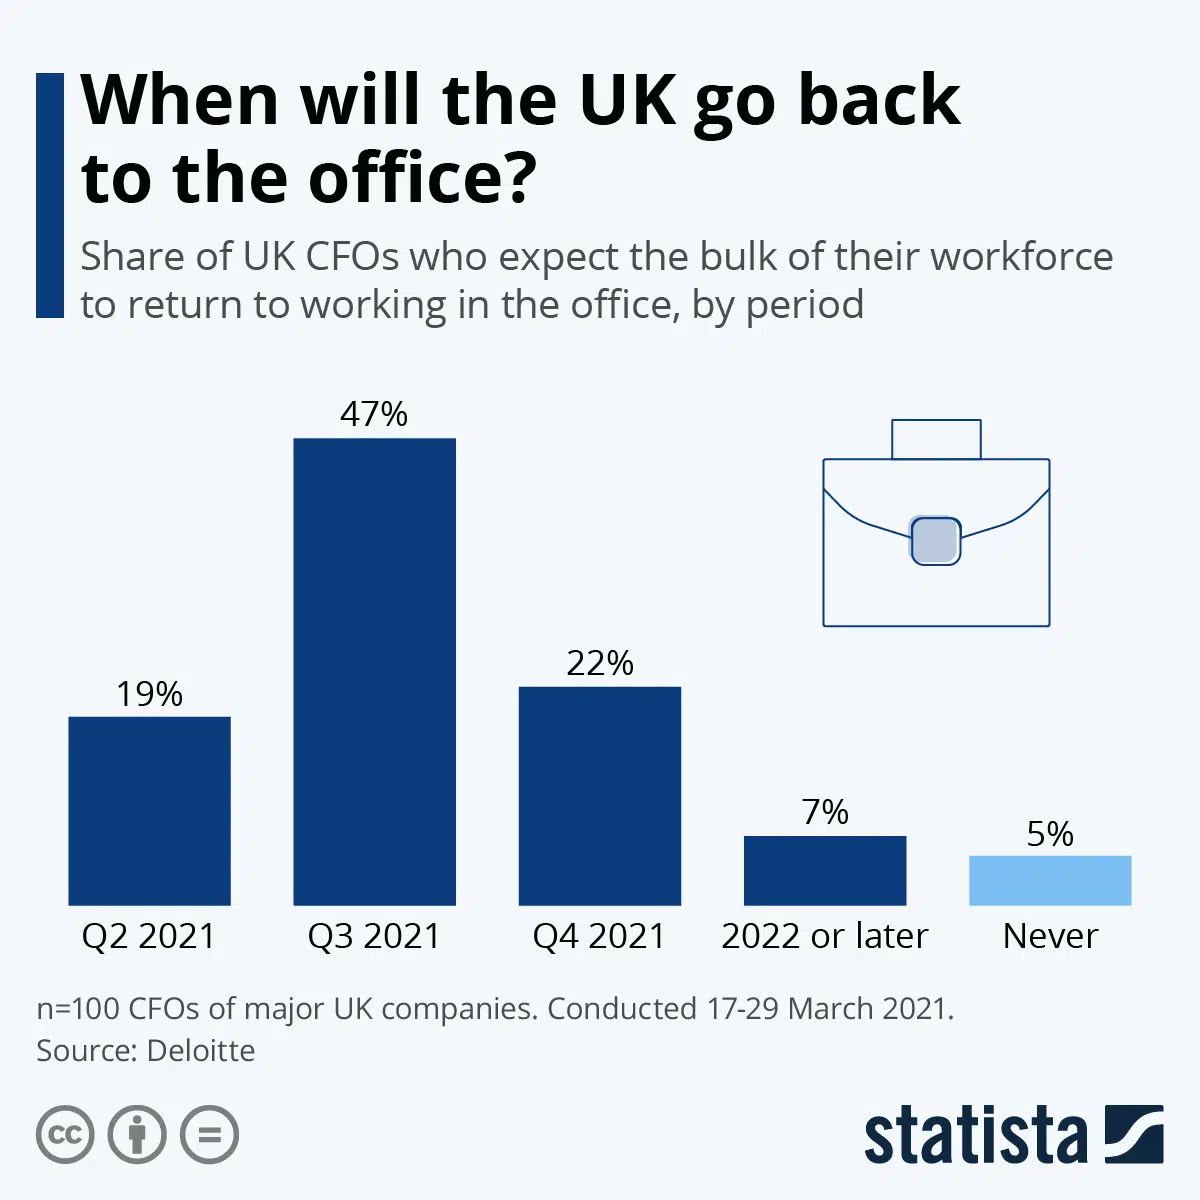 When will the UK go back
to the office?
Share of UK CFOs who expect the bulk of their workforce
to return to working in the office, by period
47%
22%
19%
7%
5%
Q2 2021
Q3 2021
Q4 2021
2022 or later
Never
n=100 CFOs of major UK companies. Conducted 17-29 March 2021.
Source: Deloitte
cc
=
statista